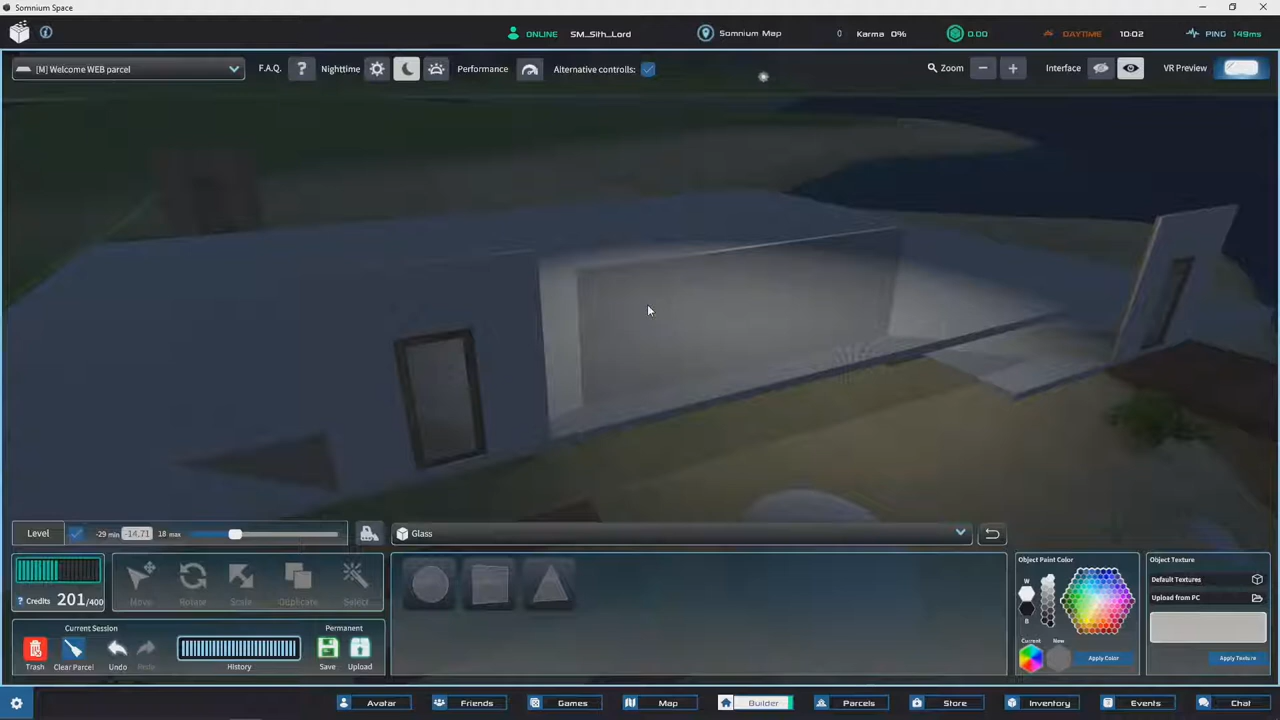 Somnium Space
ONLINE SM_Sith_Lord Somnium Map 0 Karma 0% 0.00 DAYTIME 10:02 PING 149ms
[M] Welcome WEB parcel F.A.Q. ? Nighttime Performance Alternative controlls: Zoom Interface VR Preview
Level -29 min -14.71 18 max Glass
Object Paint Color Object Texture
W Default Textures
B Upload from PC
? Credits 201/400 Move Rotate Scale Duplicate Select
Current Session Permanent
Current New
Trash Clear Parcel Undo Redo History Save Upload Apply Color Apply Texture
Avatar Friends Games Map Builder Parcels Store Inventory Events Chat